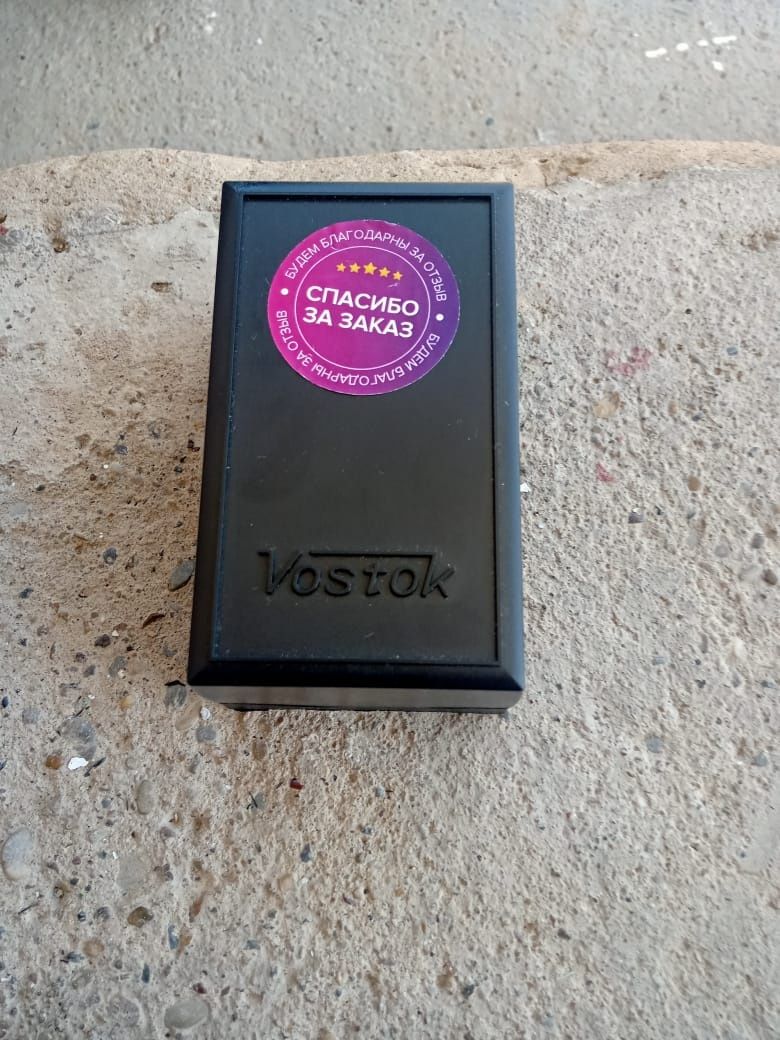 БУДЕМ БЛАГОДАРНЫ ЗА ОТЗЫВ
СПАСИБО
ЗА ЗАКАЗ
БУДЕМ БЛАГОДАРНЫ ЗА ОТЗЫВ
Vostok